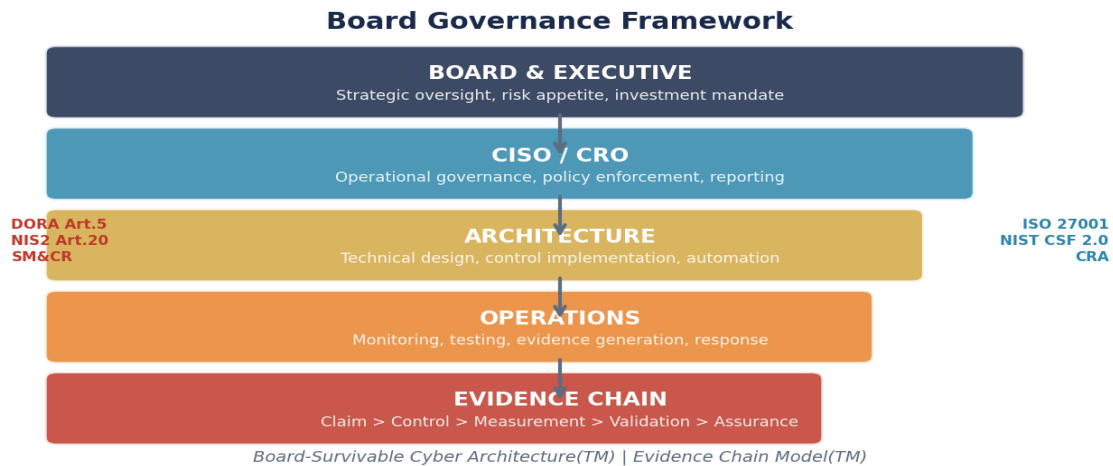 Board Governance Framework
BOARD & EXECUTIVE
Strategic oversight, risk appetite, investment mandate
CISO / CRO
Operational governance, policy enforcement, reporting
DORA Art.5
NIS2 Art.20
SM&CR
ARCHITECTURE
Technical design, control implementation, automation
ISO 27001
NIST CSF 2.0
CRA
OPERATIONS
Monitoring, testing, evidence generation, response
EVIDENCE CHAIN
Claim > Control > Measurement > Validation > Assurance
Board-Survivable Cyber Architecture(TM) | Evidence Chain Model(TM)